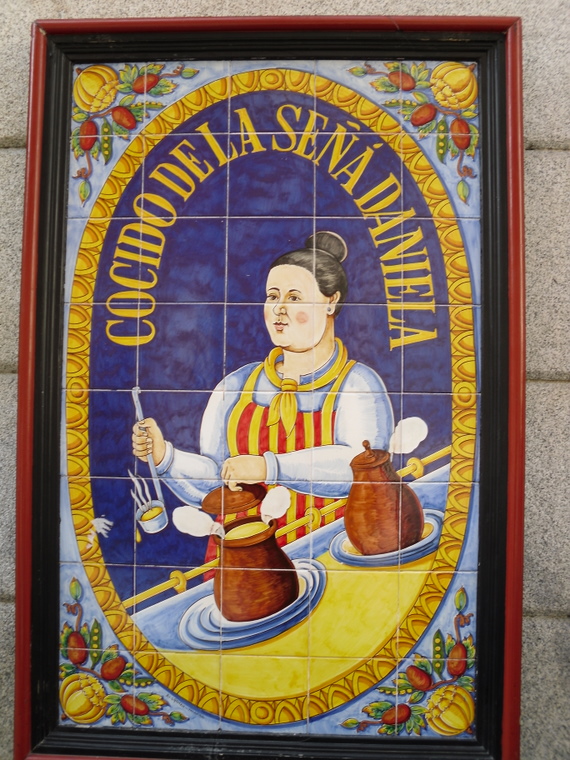 COCIDO DE LA SEÑÁ DANIELA